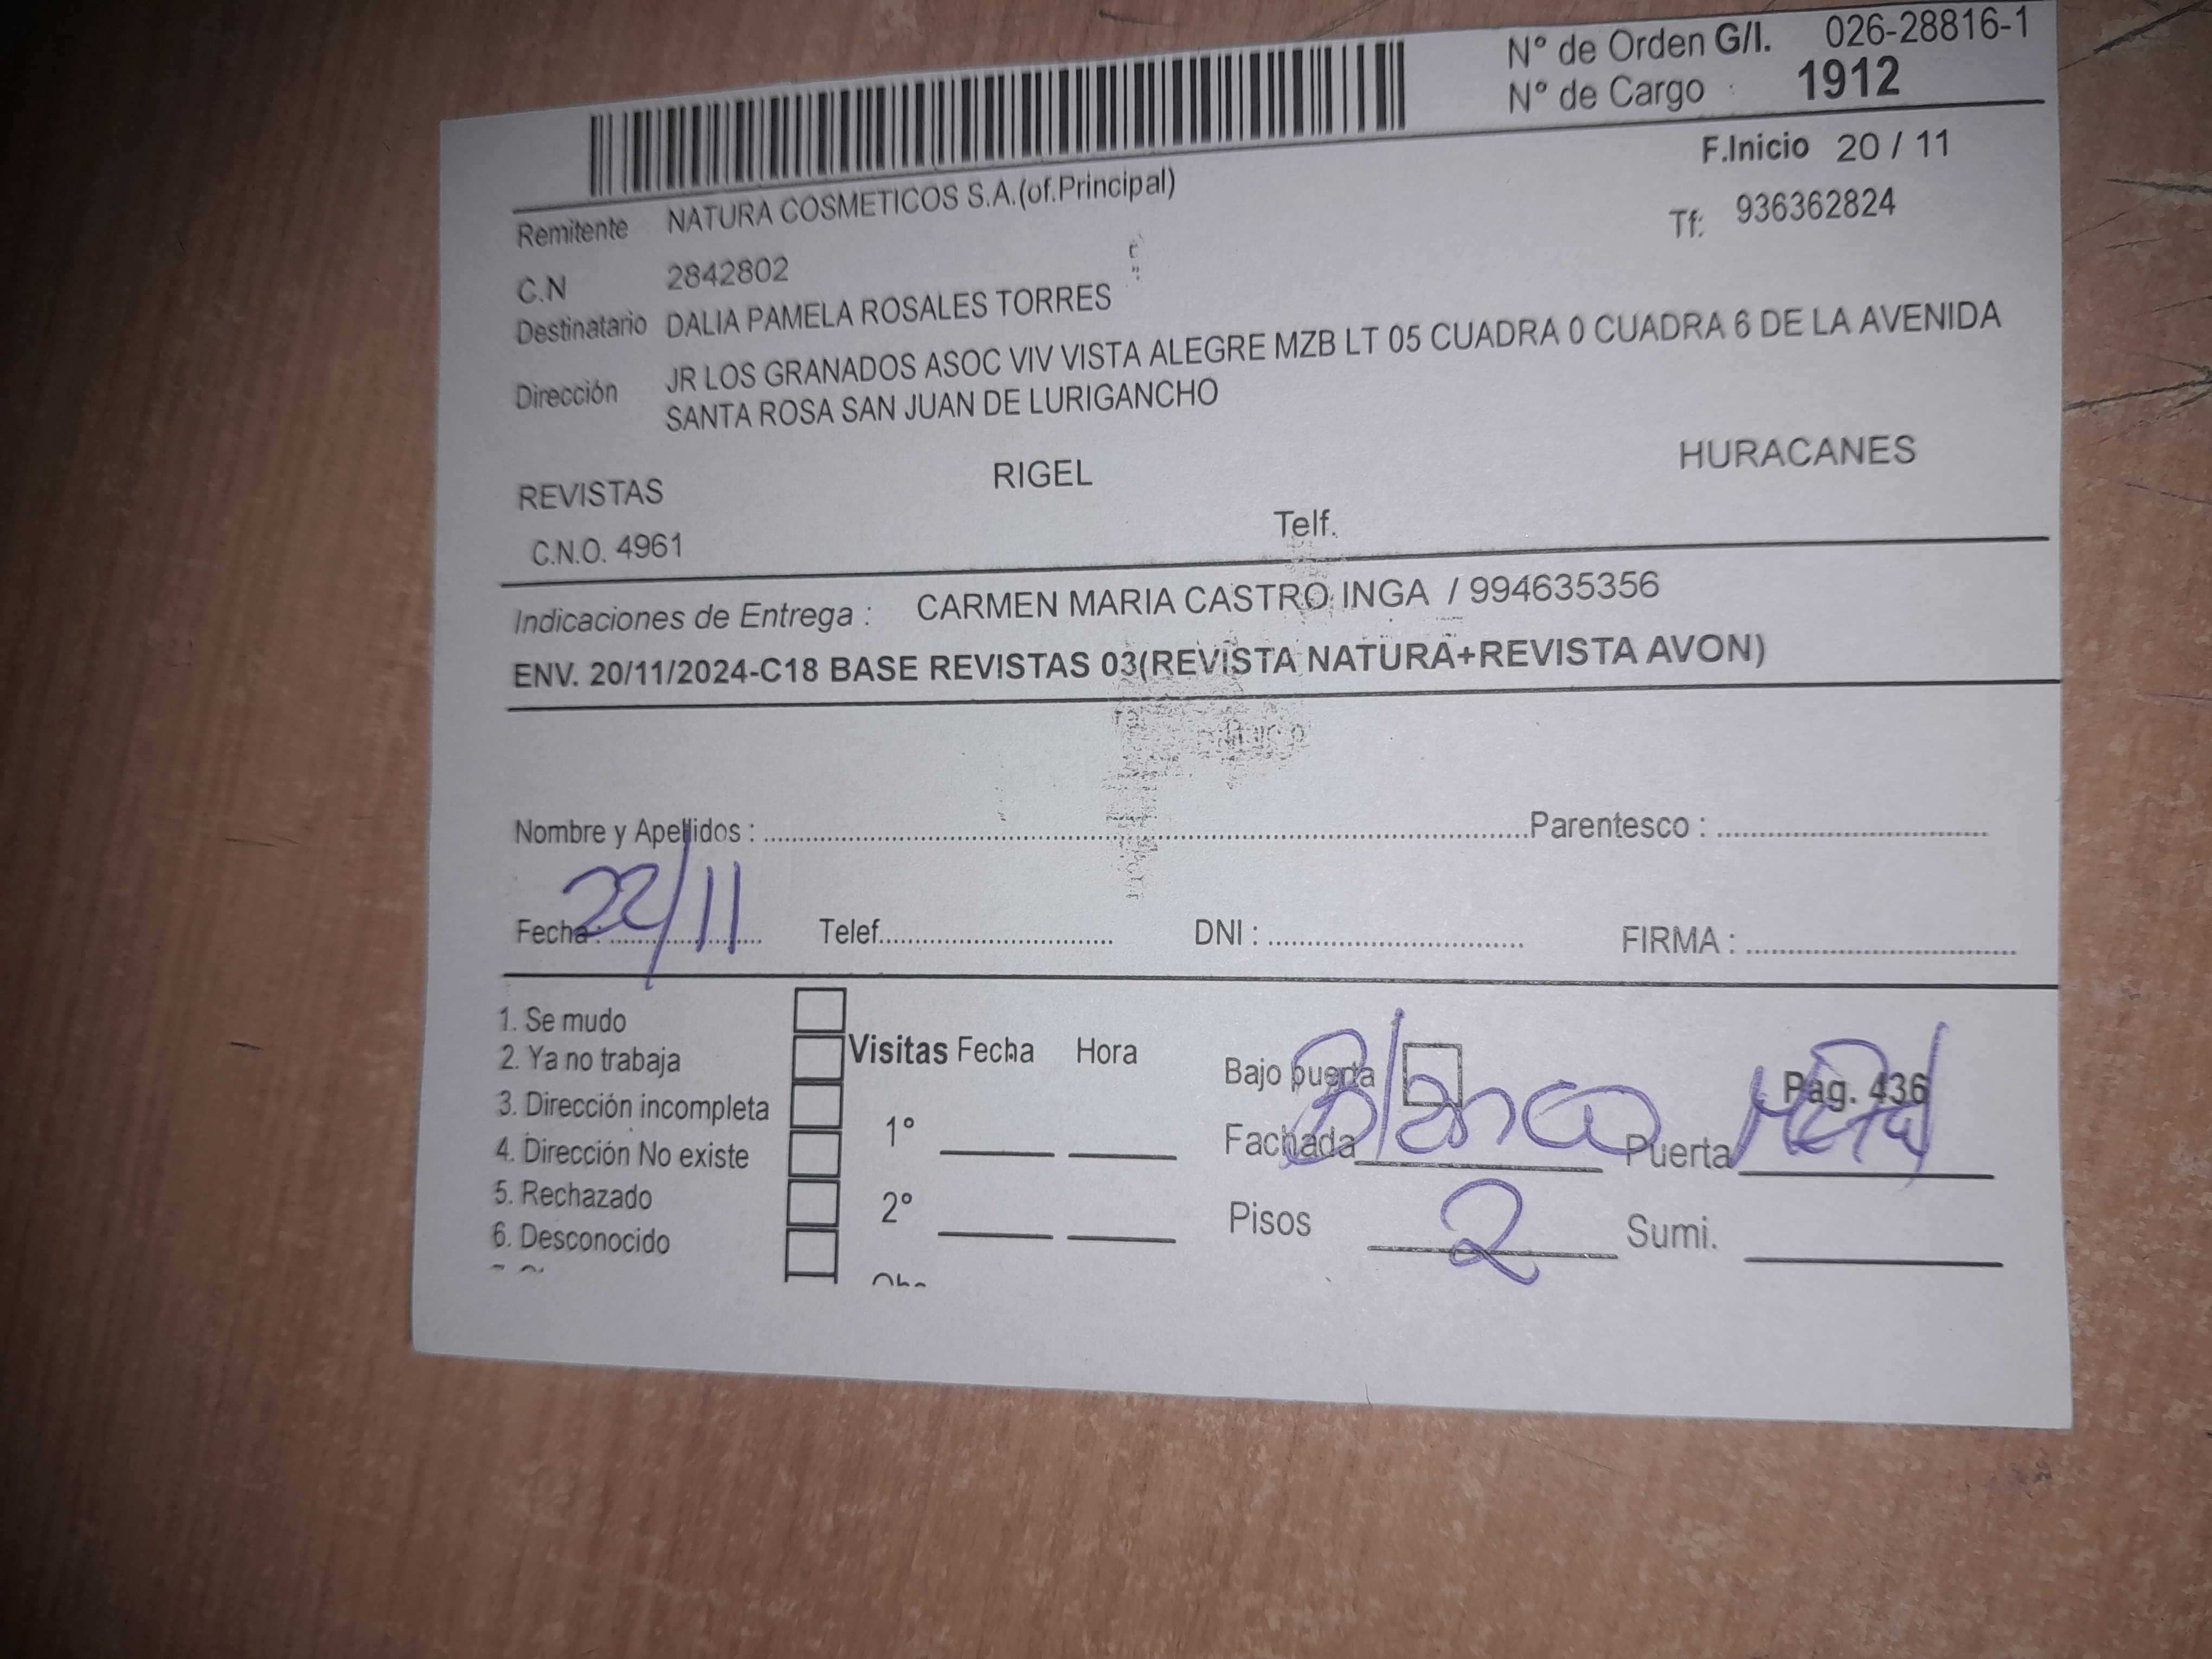 N° de Orden G/I. 026-28816-1
N° de Cargo : 1912
F.Inicio 20 / 11
Remitente NATURA COSMETICOS S.A.(of.Principal)
Tf: 936362824
C.N 2842802
Destinatario DALIA PAMELA ROSALES TORRES
Dirección JR LOS GRANADOS ASOC VIV VISTA ALEGRE MZB LT 05 CUADRA 0 CUADRA 6 DE LA AVENIDA
SANTA ROSA SAN JUAN DE LURIGANCHO
REVISTAS RIGEL HURACANES
C.N.O. 4961 Telf.
Indicaciones de Entrega : CARMEN MARIA CASTRO INGA / 994635356
ENV. 20/11/2024-C18 BASE REVISTAS 03(REVISTA NATURA+REVISTA AVON)
Nombre y Apellidos : Parentesco :
Fecha : 22/11 Telef. DNI : FIRMA :
1. Se mudo
2. Ya no trabaja
3. Dirección incompleta
4. Dirección No existe
5. Rechazado
6. Desconocido
Visitas Fecha Hora
1°
2°
Bajo puerta Pag. 436
Fachada Blanco Puerta Metal
Pisos 2 Sumi.